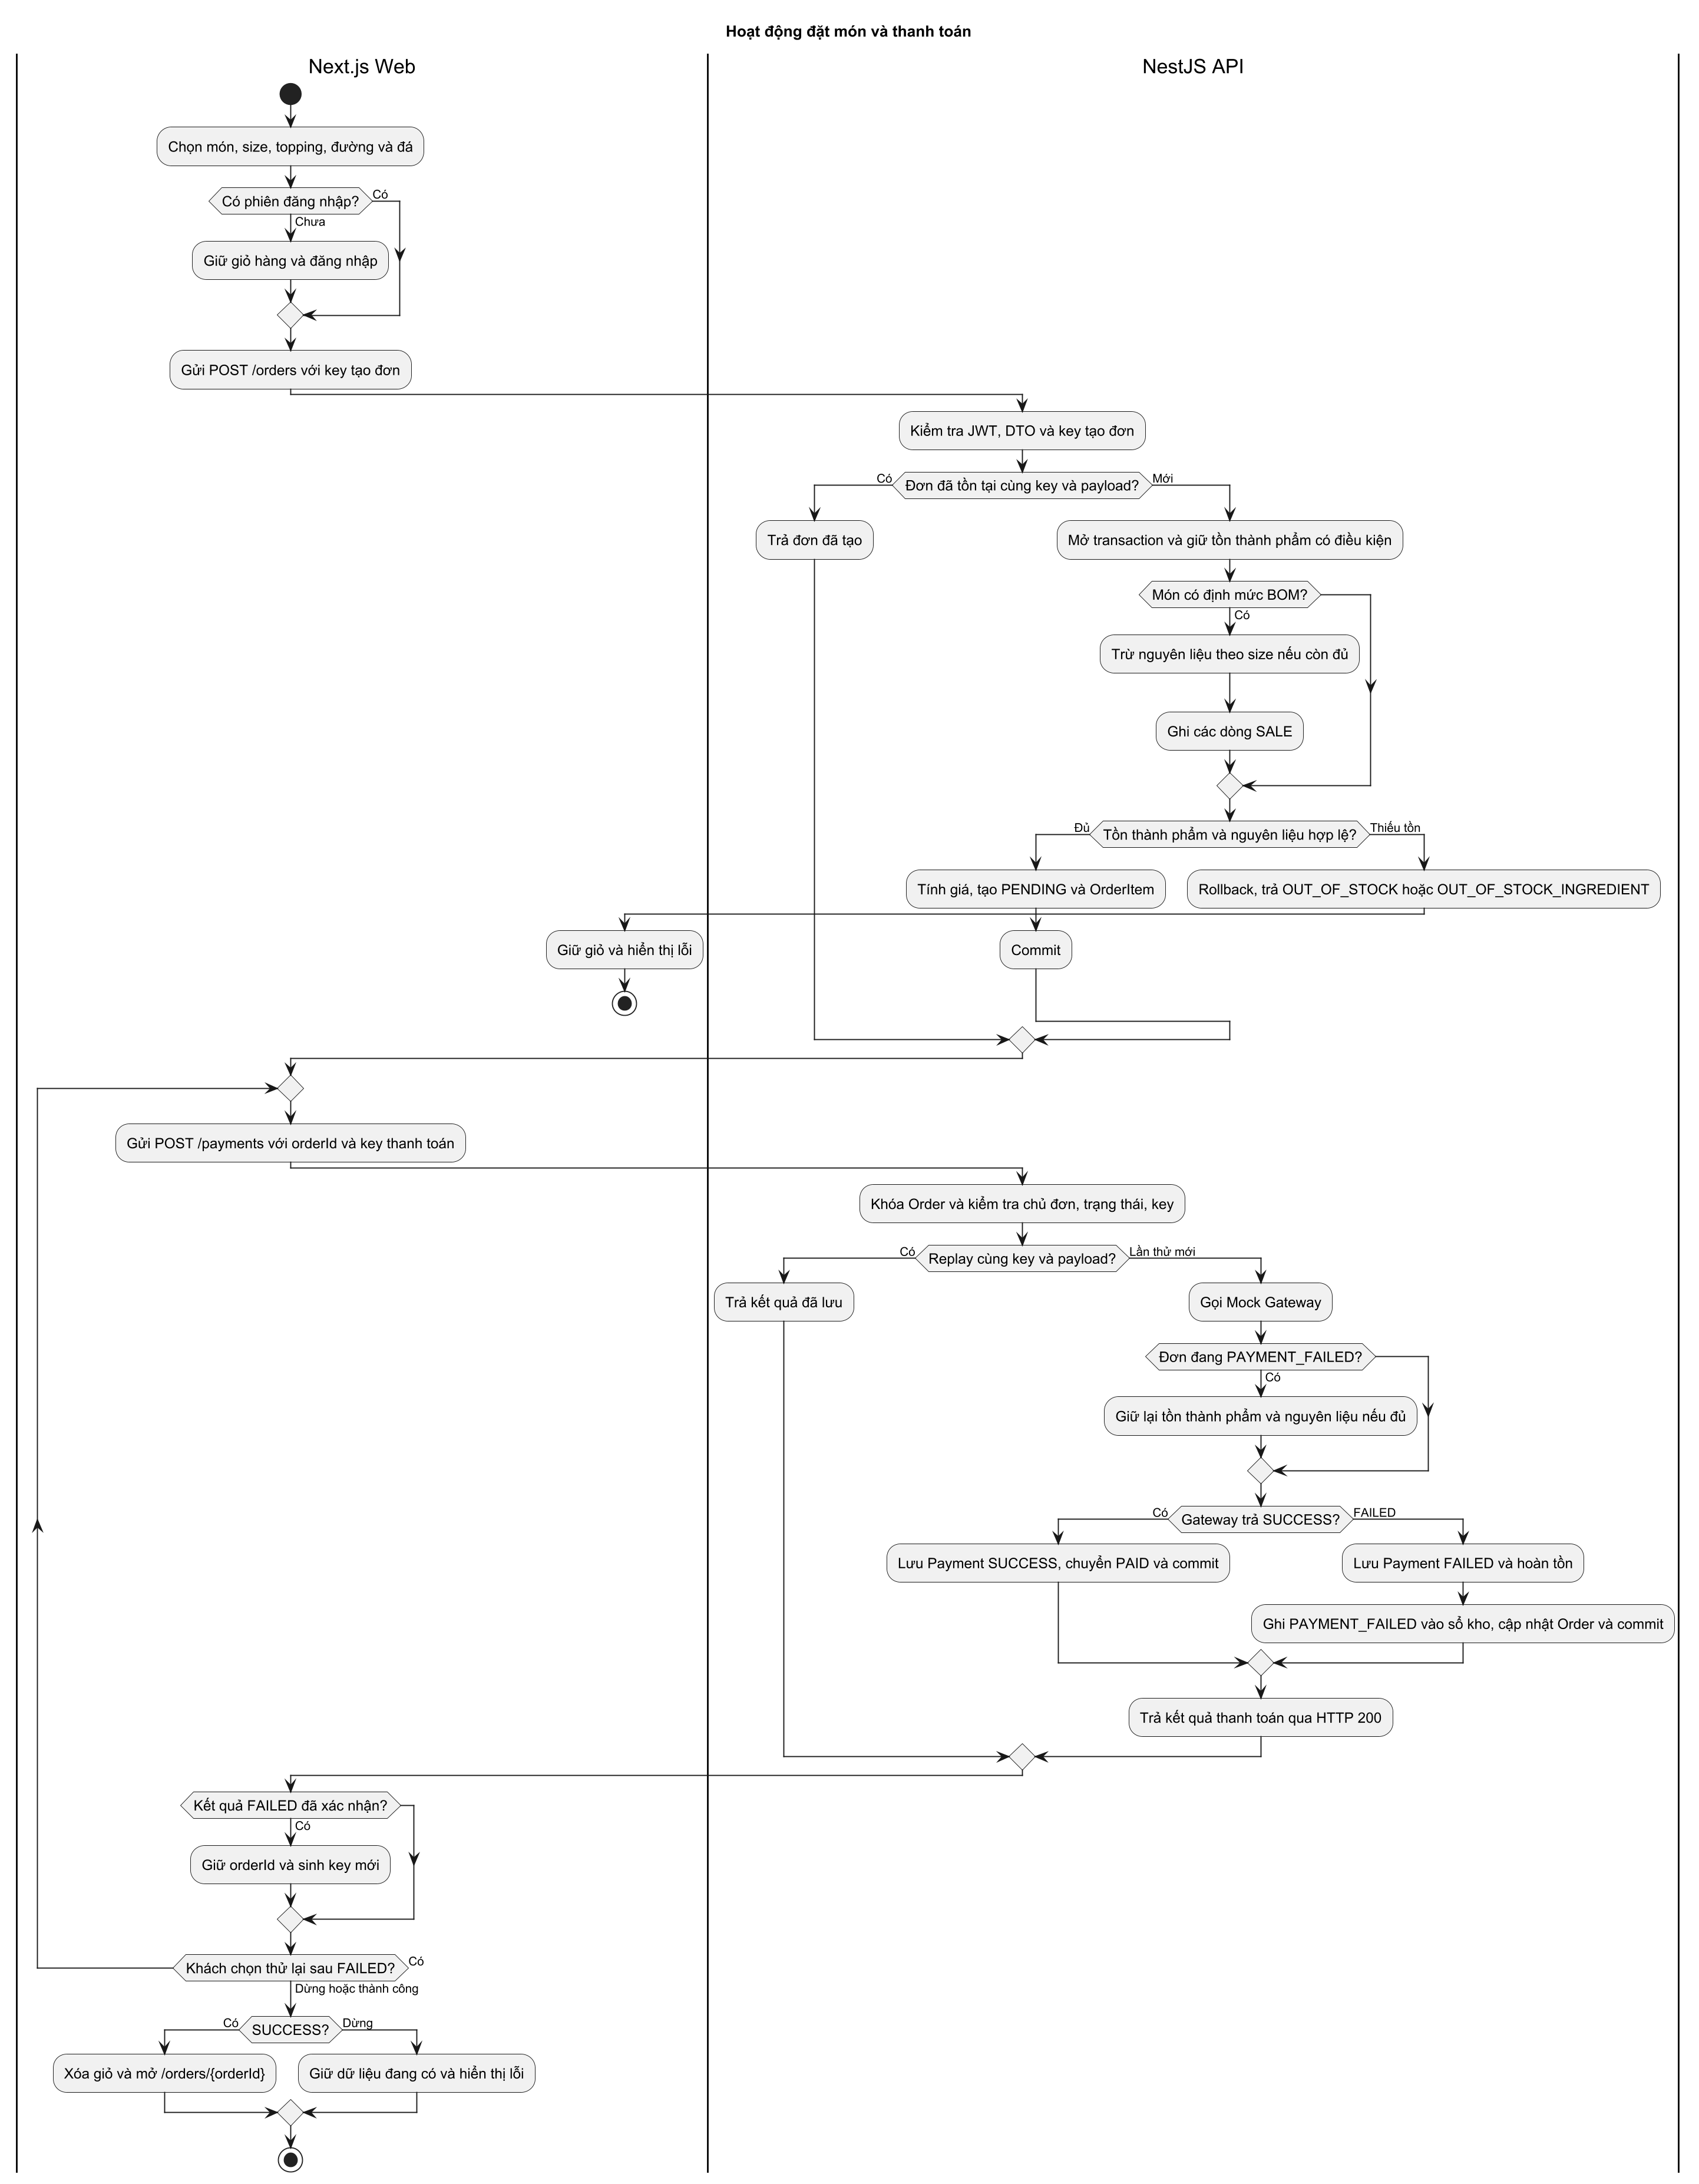 Hoạt động đặt món và thanh toán
Next.js Web
NestJS API
Chọn món, size, topping, đường và đá
Có phiên đăng nhập?
Có
Chưa
Giữ giỏ hàng và đăng nhập
Gửi POST /orders với key tạo đơn
Kiểm tra JWT, DTO và key tạo đơn
Có
Đơn đã tồn tại cùng key và payload?
Mới
Trả đơn đã tạo
Mở transaction và giữ tồn thành phẩm có điều kiện
Món có định mức BOM?
Có
Trừ nguyên liệu theo size nếu còn đủ
Ghi các dòng SALE
Đủ
Tồn thành phẩm và nguyên liệu hợp lệ?
Thiếu tồn
Tính giá, tạo PENDING và OrderItem
Rollback, trả OUT_OF_STOCK hoặc OUT_OF_STOCK_INGREDIENT
Giữ giỏ và hiển thị lỗi
Commit
Gửi POST /payments với orderId và key thanh toán
Khóa Order và kiểm tra chủ đơn, trạng thái, key
Có
Replay cùng key và payload?
Lần thử mới
Trả kết quả đã lưu
Gọi Mock Gateway
Đơn đang PAYMENT_FAILED?
Có
Giữ lại tồn thành phẩm và nguyên liệu nếu đủ
Có
Gateway trả SUCCESS?
FAILED
Lưu Payment SUCCESS, chuyển PAID và commit
Lưu Payment FAILED và hoàn tồn
Ghi PAYMENT_FAILED vào sổ kho, cập nhật Order và commit
Trả kết quả thanh toán qua HTTP 200
Kết quả FAILED đã xác nhận?
Có
Giữ orderId và sinh key mới
Khách chọn thử lại sau FAILED?
Có
Dừng hoặc thành công
Có
SUCCESS?
Dừng
Xóa giỏ và mở /orders/{orderId}
Giữ dữ liệu đang có và hiển thị lỗi